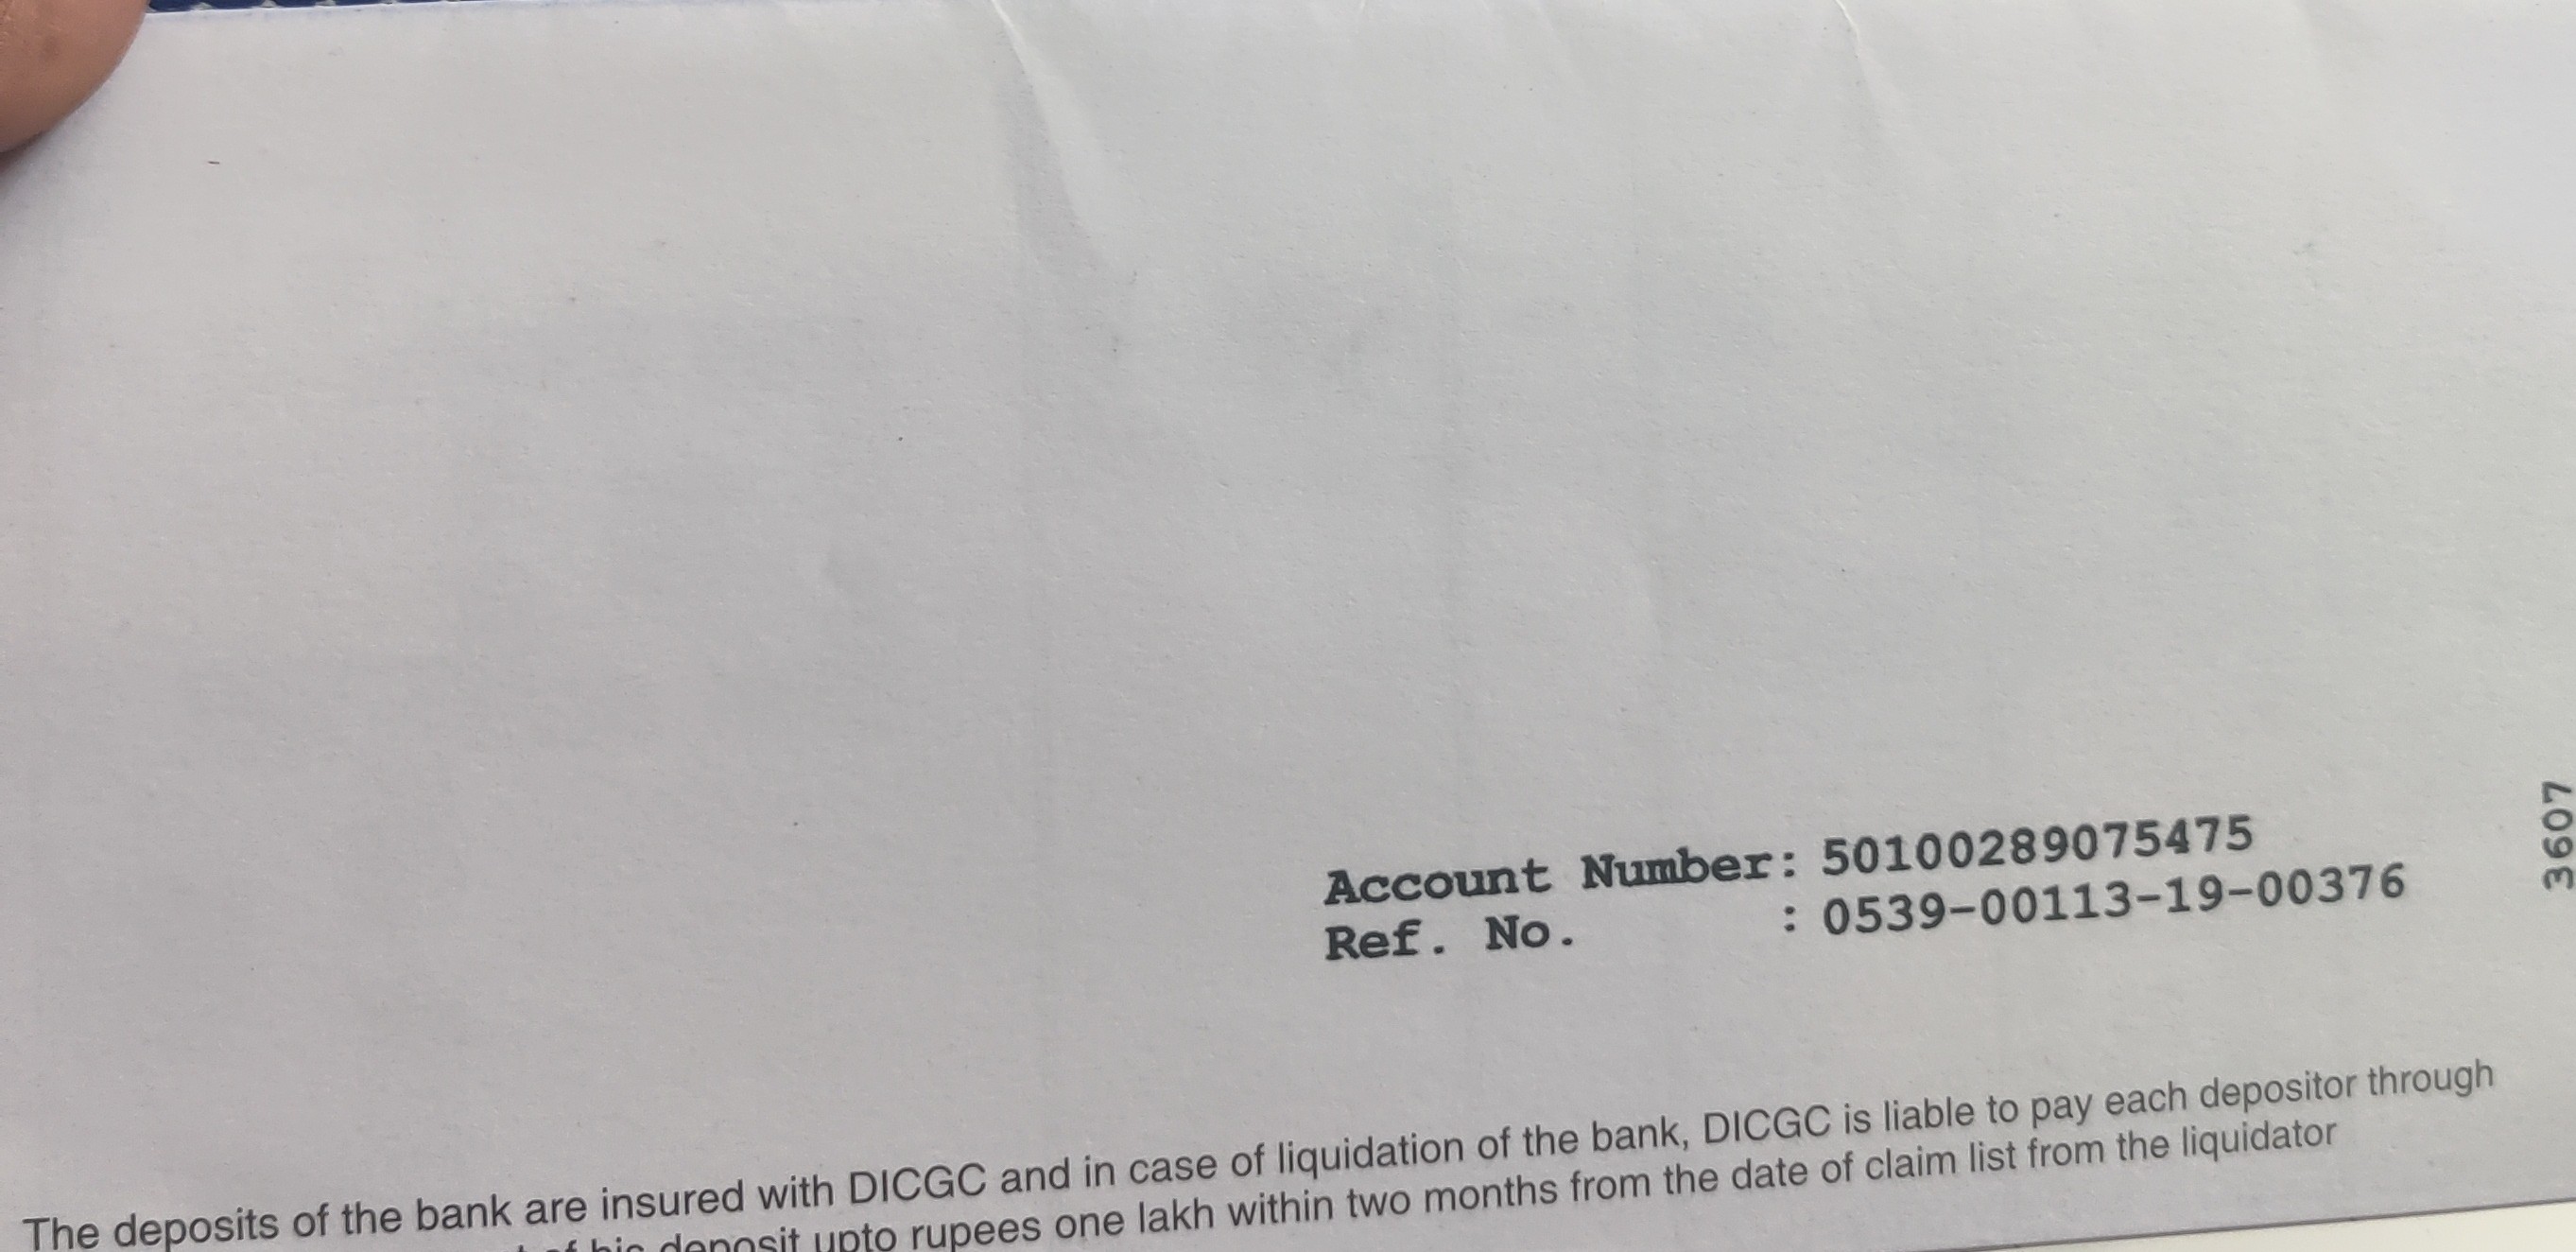 Account Number: 50100289075475
Ref. No. : 0539-00113-19-00376
3607
The deposits of the bank are insured with DICGC and in case of liquidation of the bank, DICGC is liable to pay each depositor through
of his deposit upto rupees one lakh within two months from the date of claim list from the liquidator